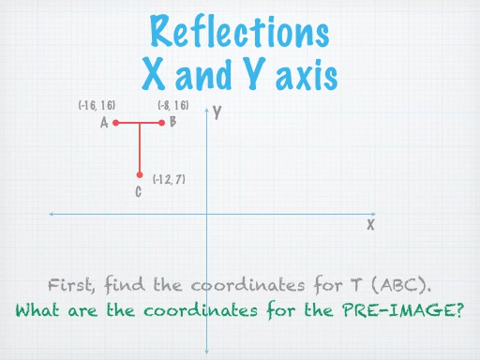 Reflections
X and Y axis
(-16, 16) (-8, 16)
A B Y
(-12, 7)
C
X
First, find the coordinates for T (ABC).
What are the coordinates for the PRE-IMAGE?